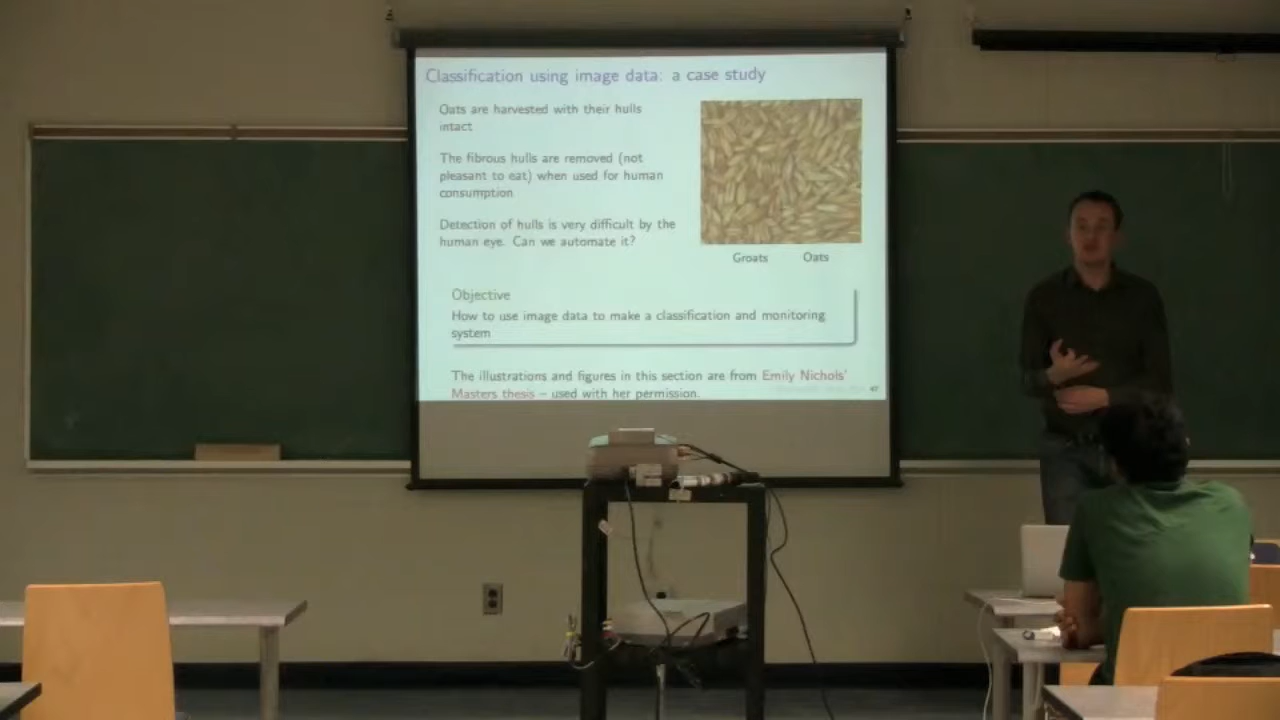 Classification using image data: a case study
Oats are harvested with their hulls
intact
The fibrous hulls are removed (not
pleasant to eat) when used for human
consumption
Detection of hulls is very difficult by the
human eye. Can we automate it?
Groats Oats
Objective
How to use image data to make a classification and monitoring
system
The illustrations and figures in this section are from Emily Nichols'
Masters thesis – used with her permission.
47